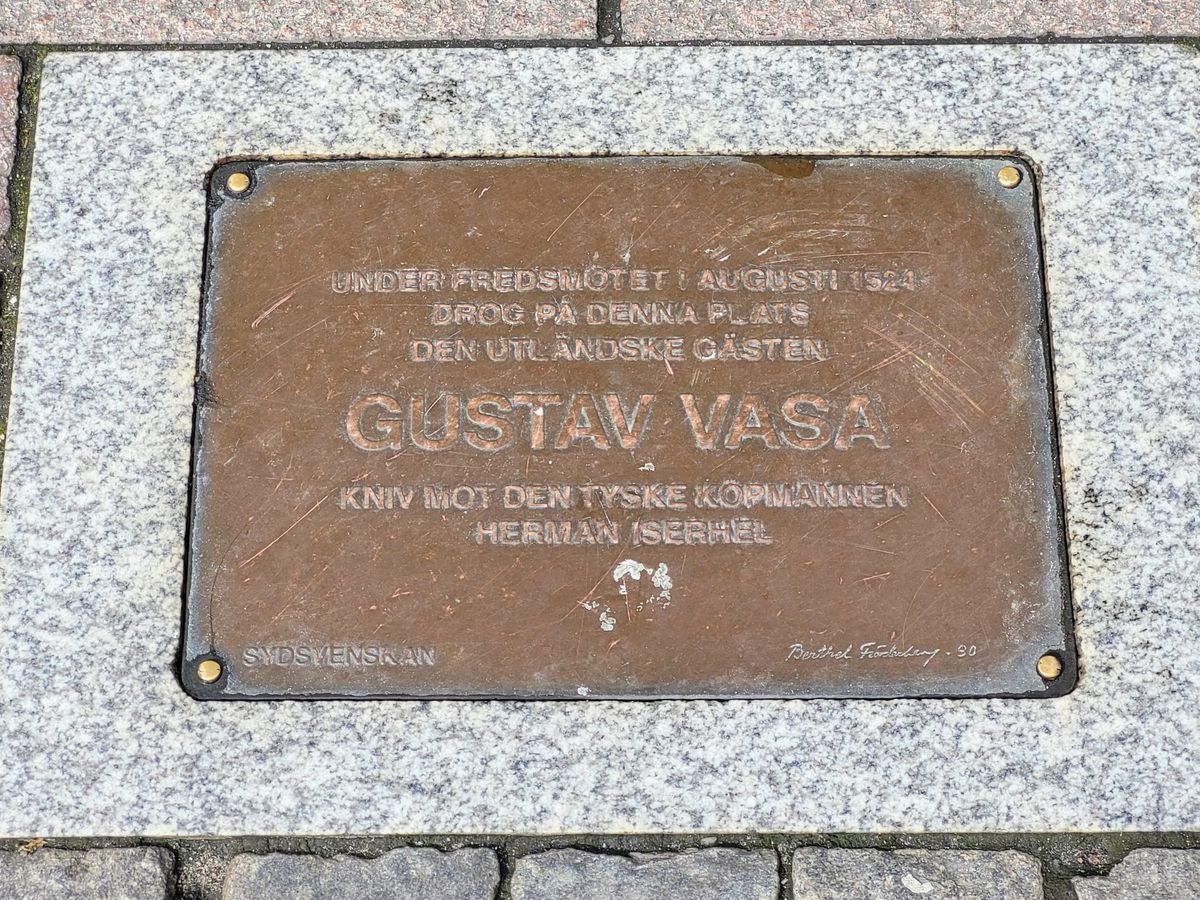 UNDER FREDSMÖTET I AUGUSTI 1524
DROG PÅ DENNA PLATS
DEN UTLÄNDSKE GÄSTEN
GUSTAV VASA
KNIV MOT DEN TYSKE KÖPMANNEN
HERMAN ISERHEL
SYDSVENSKAN
Berthel - 90